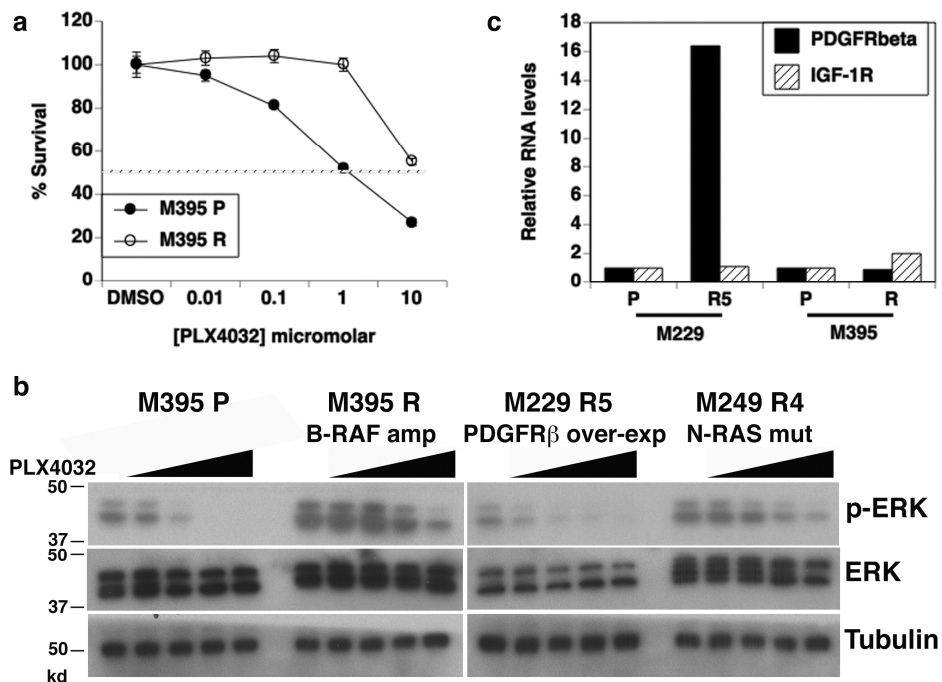 a
120
100
80
60
40
20
0
% Survival
M395 P
M395 R
DMSO 0.01 0.1 1 10
[PLX4032] micromolar
c
18
16
14
12
10
8
6
4
2
0
Relative RNA levels
PDGFRbeta
IGF-1R
P R5 P R
M229 M395
b
M395 P M395 R M229 R5 M249 R4
B-RAF amp PDGFRβ over-exp N-RAS mut
PLX4032
50
p-ERK
37
50
ERK
37
50
Tubulin
kd